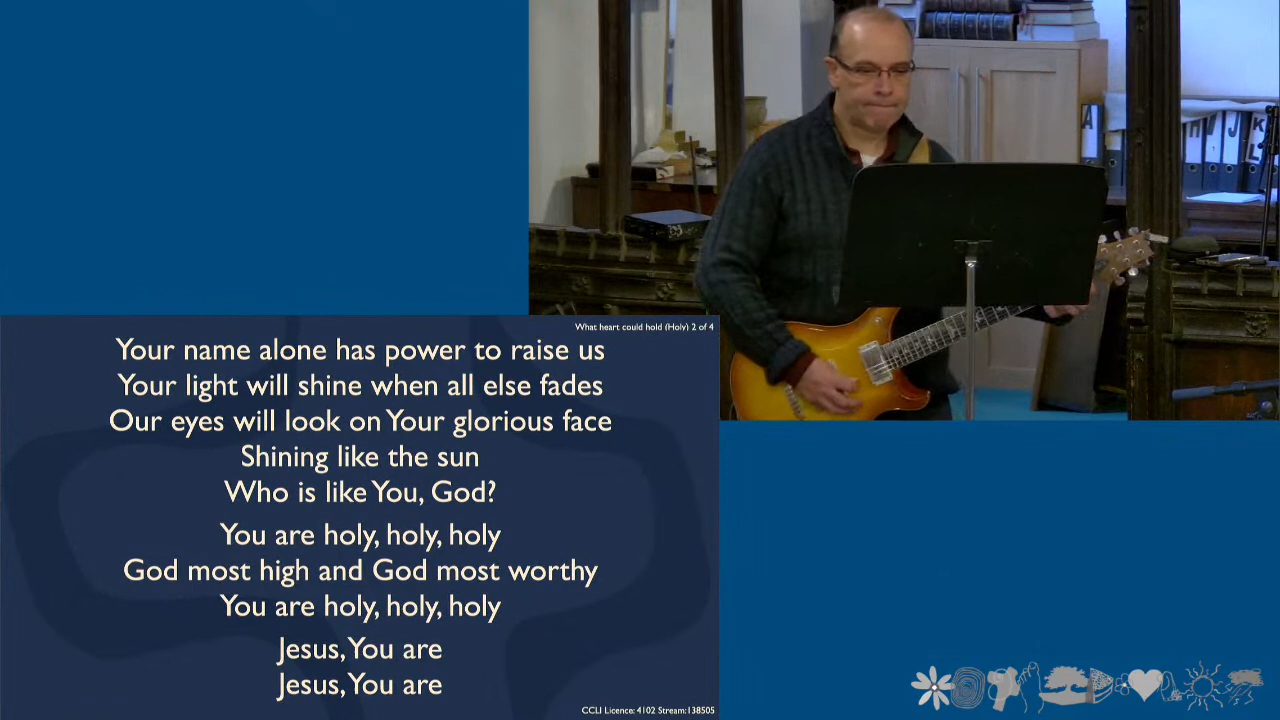 What heart could hold (Holy) 2 of 4
Your name alone has power to raise us
Your light will shine when all else fades
Our eyes will look on Your glorious face
Shining like the sun
Who is like You, God?
You are holy, holy, holy
God most high and God most worthy
You are holy, holy, holy
Jesus, You are
Jesus, You are
CCLI Licence: 4102 Stream:138505
A
H V J K
L